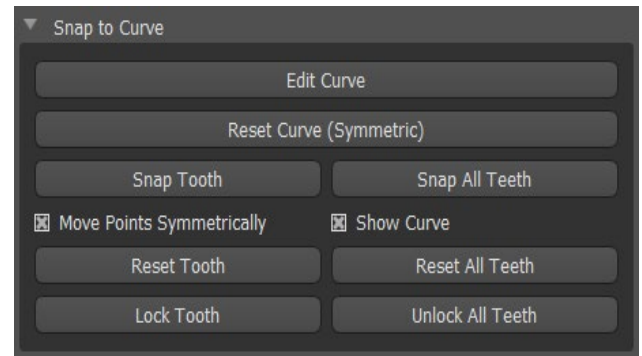 Snap to Curve
Edit Curve
Reset Curve (Symmetric)
Snap Tooth Snap All Teeth
Move Points Symmetrically Show Curve
Reset Tooth Reset All Teeth
Lock Tooth Unlock All Teeth